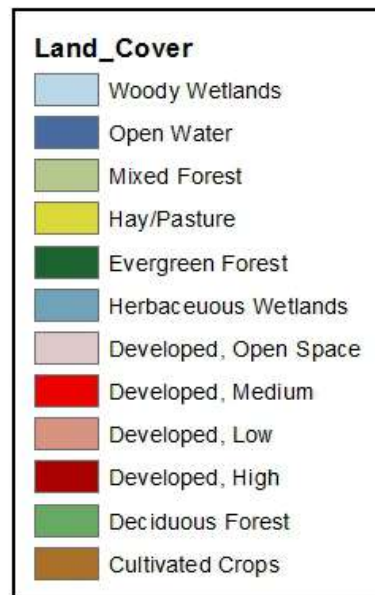 Land_Cover
Woody Wetlands
Open Water
Mixed Forest
Hay/Pasture
Evergreen Forest
Herbaceuous Wetlands
Developed, Open Space
Developed, Medium
Developed, Low
Developed, High
Deciduous Forest
Cultivated Crops